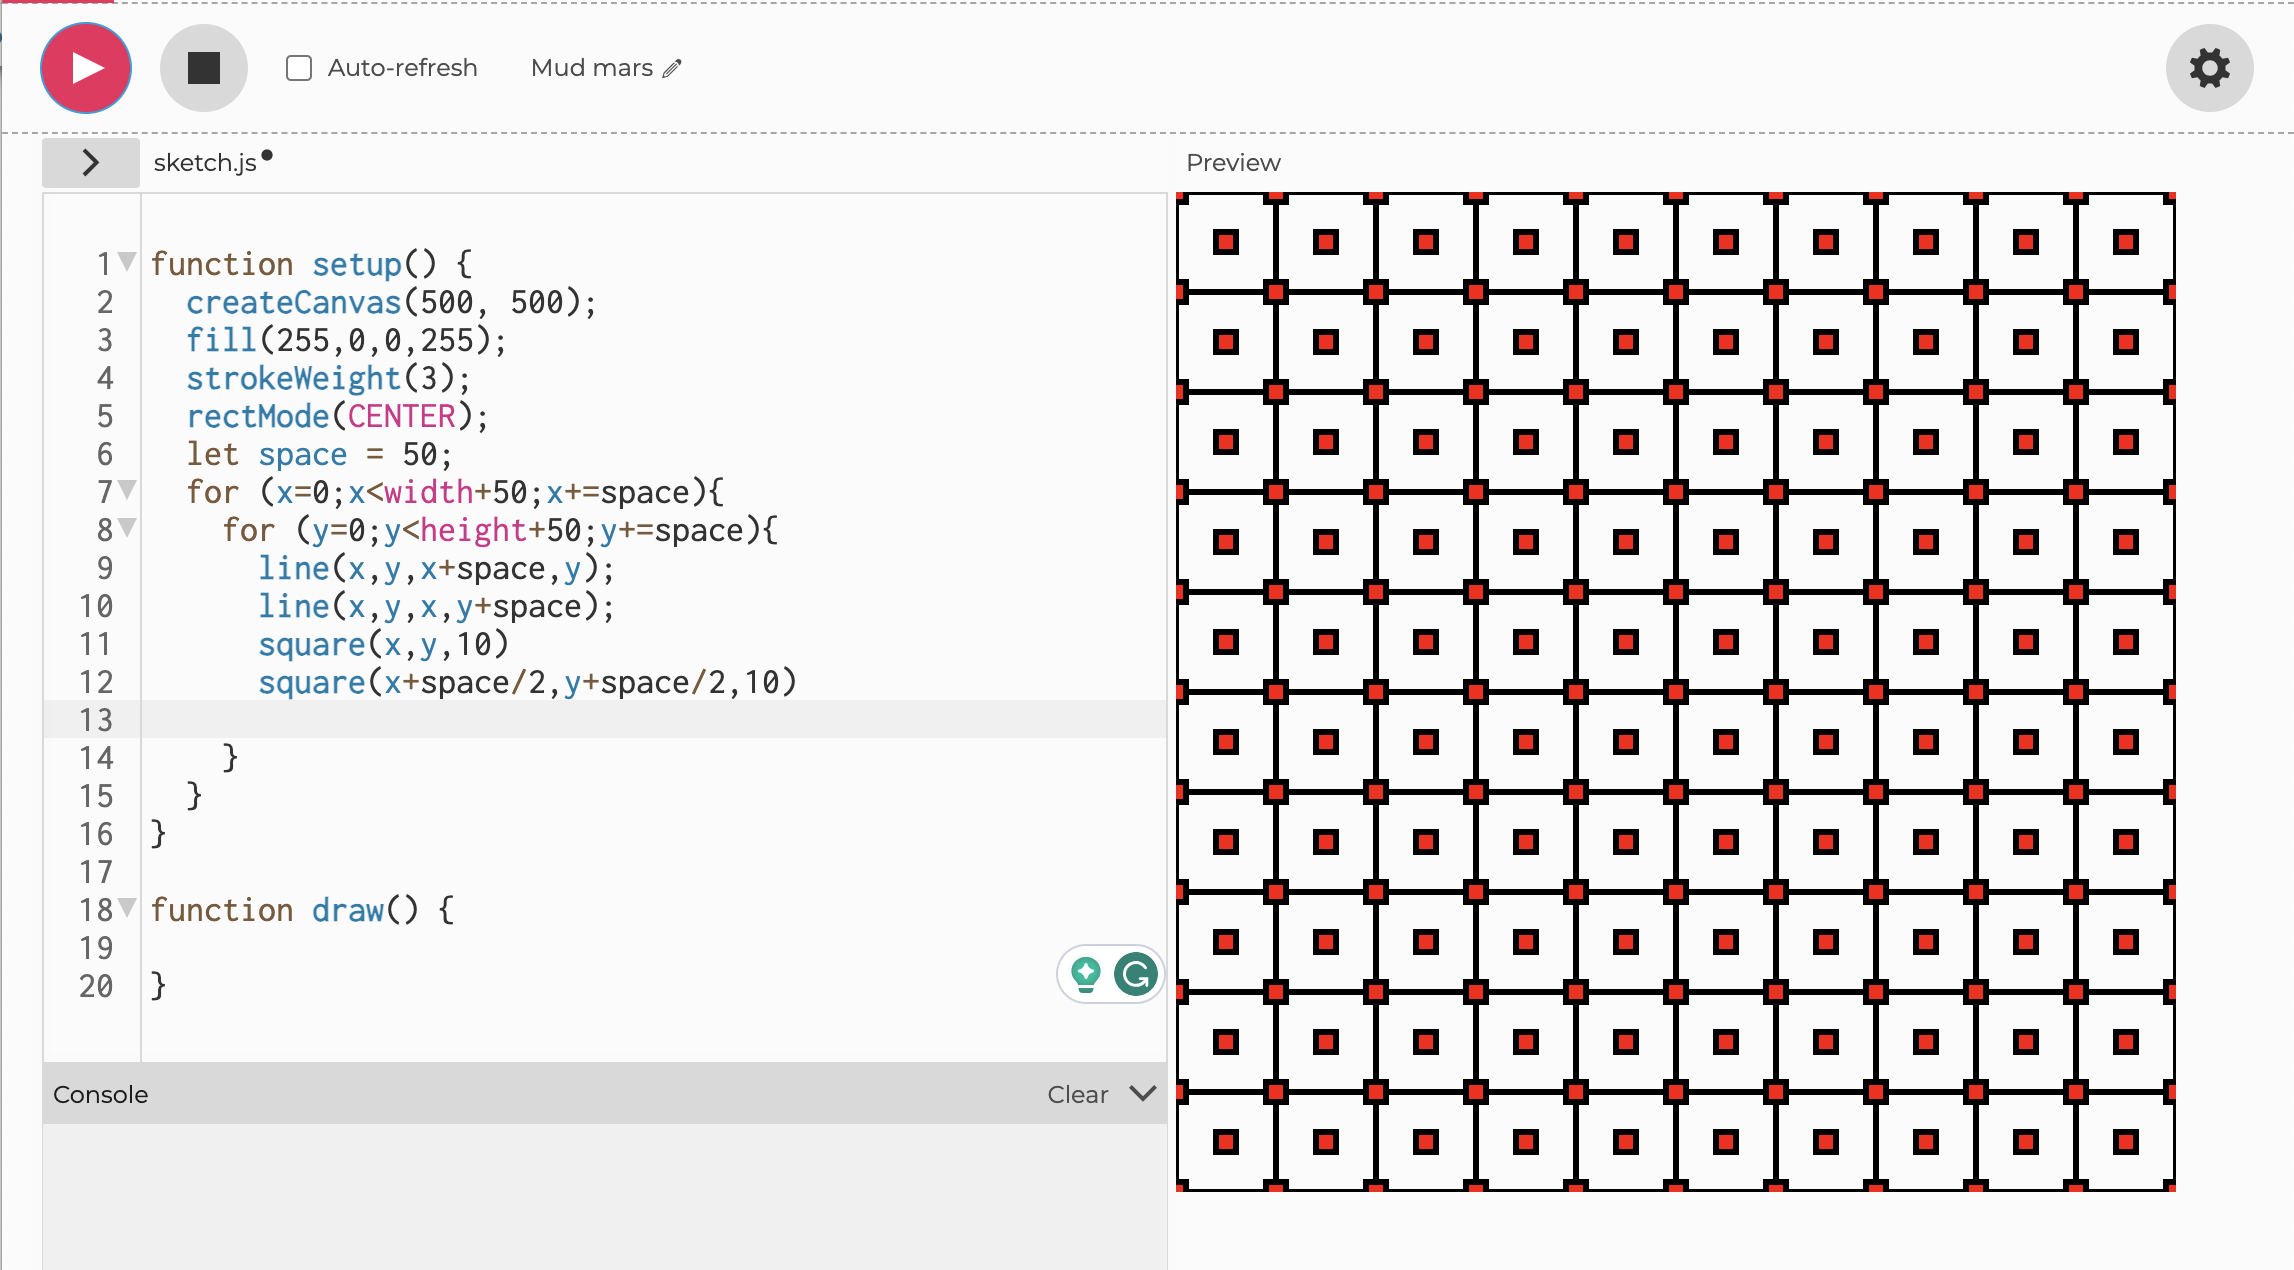 Auto-refresh Mud mars
sketch.js
Preview
1 function setup() {
2 createCanvas(500, 500);
3 fill(255,0,0,255);
4 strokeWeight(3);
5 rectMode(CENTER);
6 let space = 50;
7 for (x=0;x<width+50;x+=space){
8 for (y=0;y<height+50;y+=space){
9 line(x,y,x+space,y);
10 line(x,y,x,y+space);
11 square(x,y,10)
12 square(x+space/2,y+space/2,10)
13
14 }
15 }
16 }
17
18 function draw() {
19
20 }
Console Clear